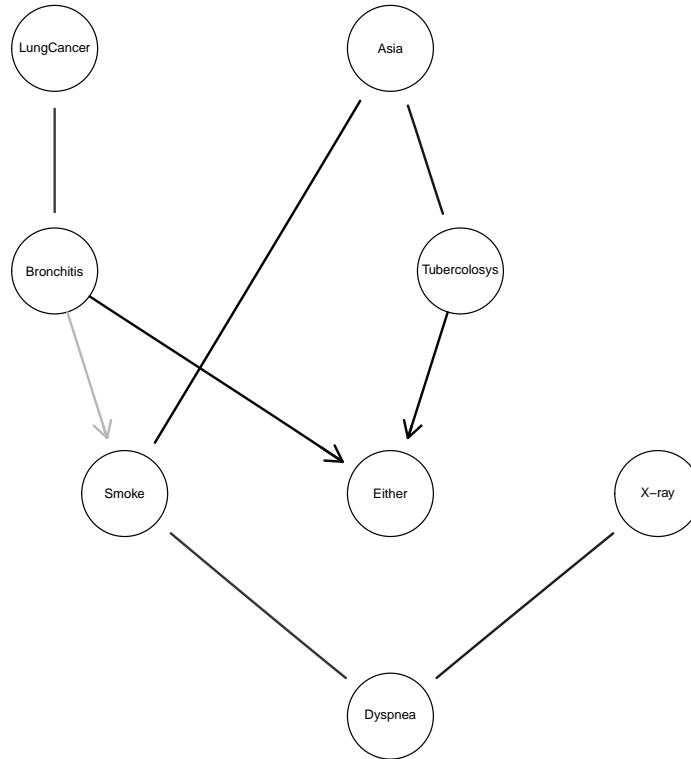 LungCancer
Asia
Bronchitis
Tubercolosys
Smoke
Either
X−ray
Dyspnea